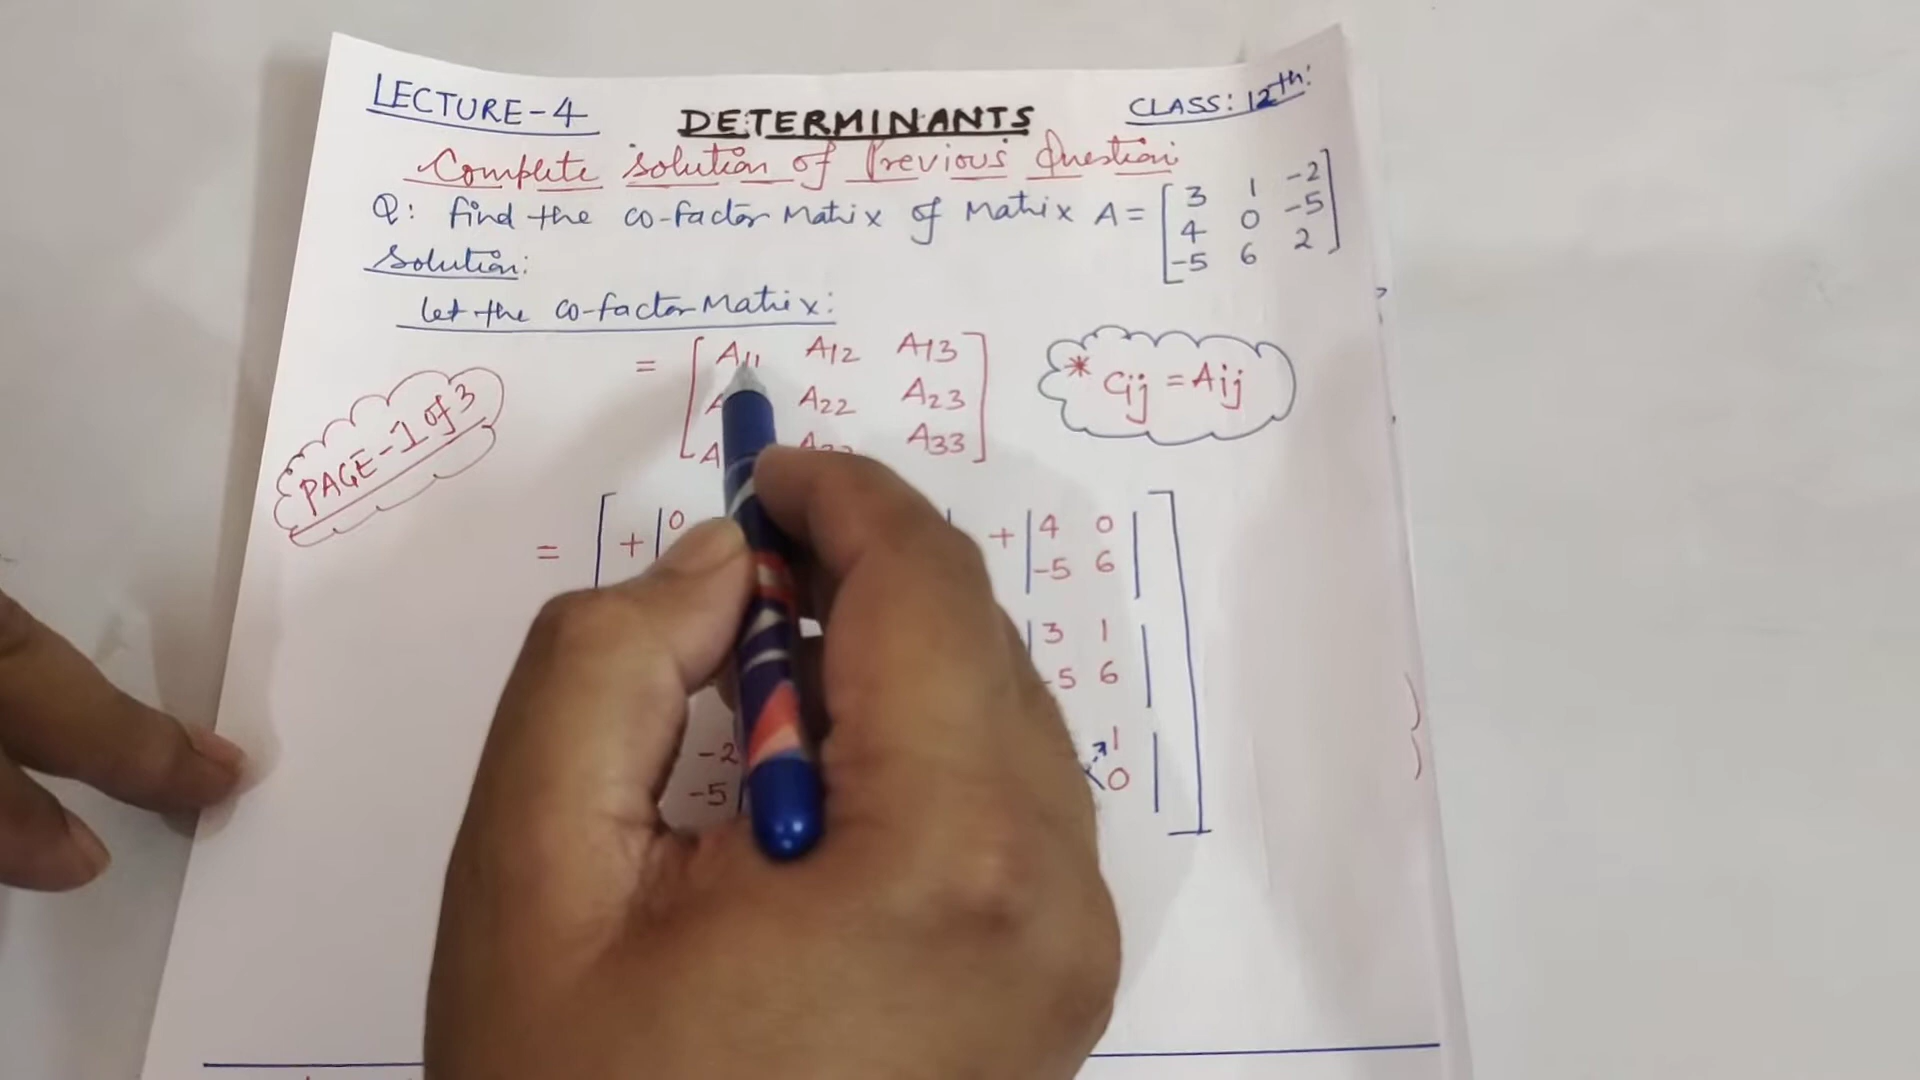 LECTURE-4
DETERMINANTS
CLASS: 12th:
Complete solution of Previous Question
Q: find the co-factor Matrix of Matrix A = [ 3 1 -2
4 0 -5
-5 6 2 ]
Solution:
let the co-factor Matrix:
= [ A11 A12 A13
A22 A23
A33 ]
* Cij = Aij
PAGE-1 of 3
= [ +| 0 +| 4 0 |
-5 6 |
| 3 1 |
-5 6 |
-2 1 |
-5 0 | ]